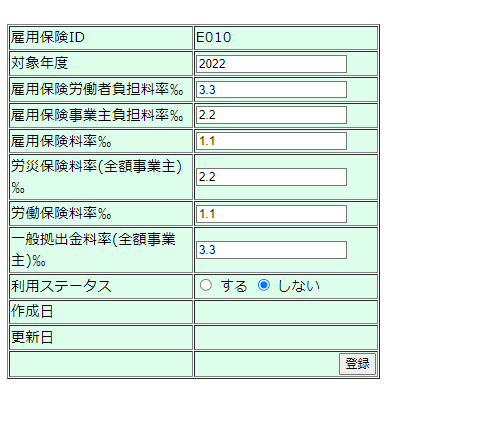 雇用保険ID E010
対象年度 2022
雇用保険労働者負担料率‰ 3.3
雇用保険事業主負担料率‰ 2.2
雇用保険料率‰ 1.1
労災保険料率(全額事業主)
‰ 2.2
労働保険料率‰ 1.1
一般拠出金料率(全額事業
主)‰ 3.3
利用ステータス する しない
作成日
更新日
登録